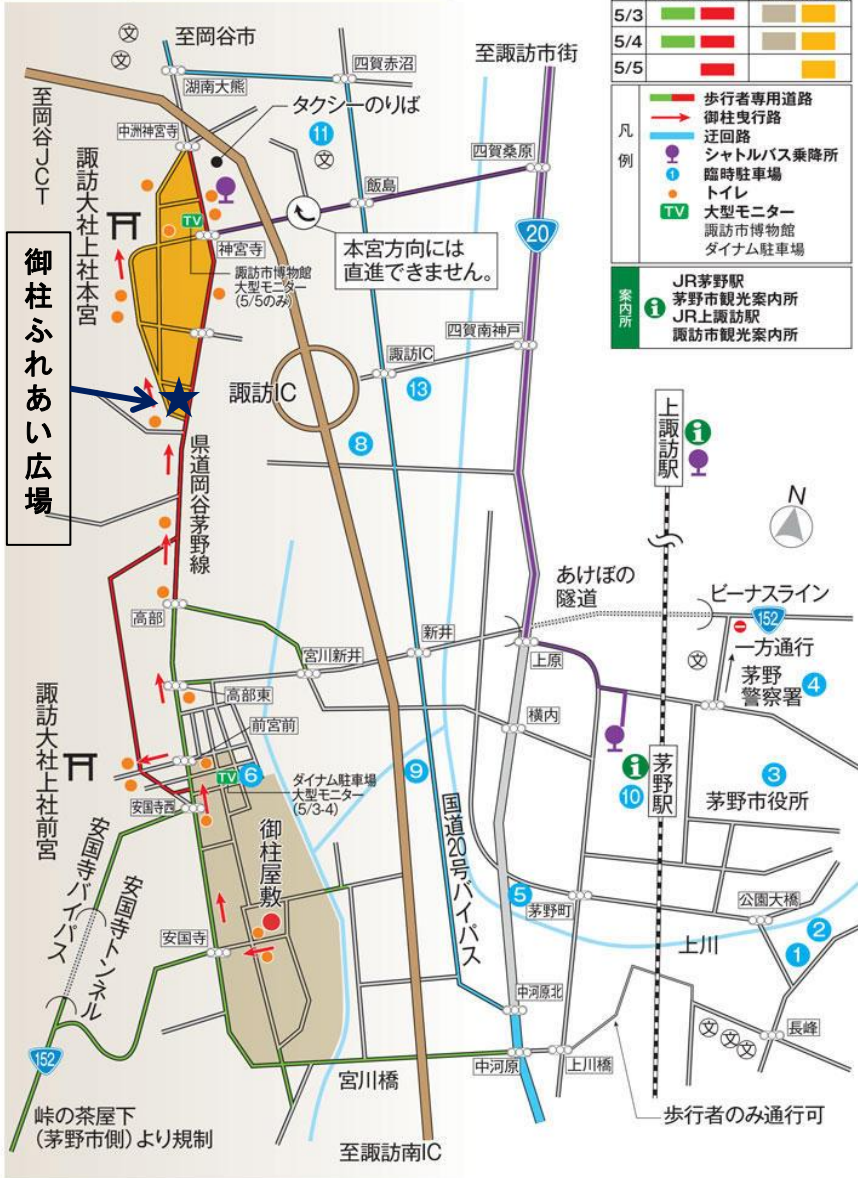 5/3
5/4
5/5
凡例
歩行者専用道路
御柱曳行路
迂回路
シャトルバス乗降所
1 臨時駐車場
トイレ
TV 大型モニター
諏訪市博物館
ダイナム駐車場
案内所
i
JR茅野駅
茅野市観光案内所
JR上諏訪駅
諏訪市観光案内所
文
文
至岡谷市
四賀赤沼
至諏訪市街
湖南大熊
至岡谷JCT
タクシーのりば
中洲神宮寺
11
文
四賀桑原
諏訪大社上社本宮
飯島
TV
神宮寺
20
本宮方向には
直進できません。
諏訪市博物館
大型モニター
(5/5のみ)
御柱ふれあい広場
四賀南神戸
諏訪IC
諏訪IC
13
8
上諏訪駅
i
県道岡谷茅野線
N
あけぼの
隧道
ビーナスライン
152
高部
新井
宮川新井
上原
一方通行
文
茅野
警察署
4
高部東
諏訪大社上社前宮
前宮前
横内
TV
6
ダイナム駐車場
大型モニター
(5/3-4)
9
i
10
茅野駅
3
茅野市役所
安国寺西
御柱屋敷
国道20号バイパス
安国寺バイパス
安国寺トンネル
5
茅野町
公園大橋
2
1
上川
安国寺
中河原北
文
文文文
長峰
152
宮川橋
中河原
上川橋
峠の茶屋下
(茅野市側)より規制
歩行者のみ通行可
至諏訪南IC